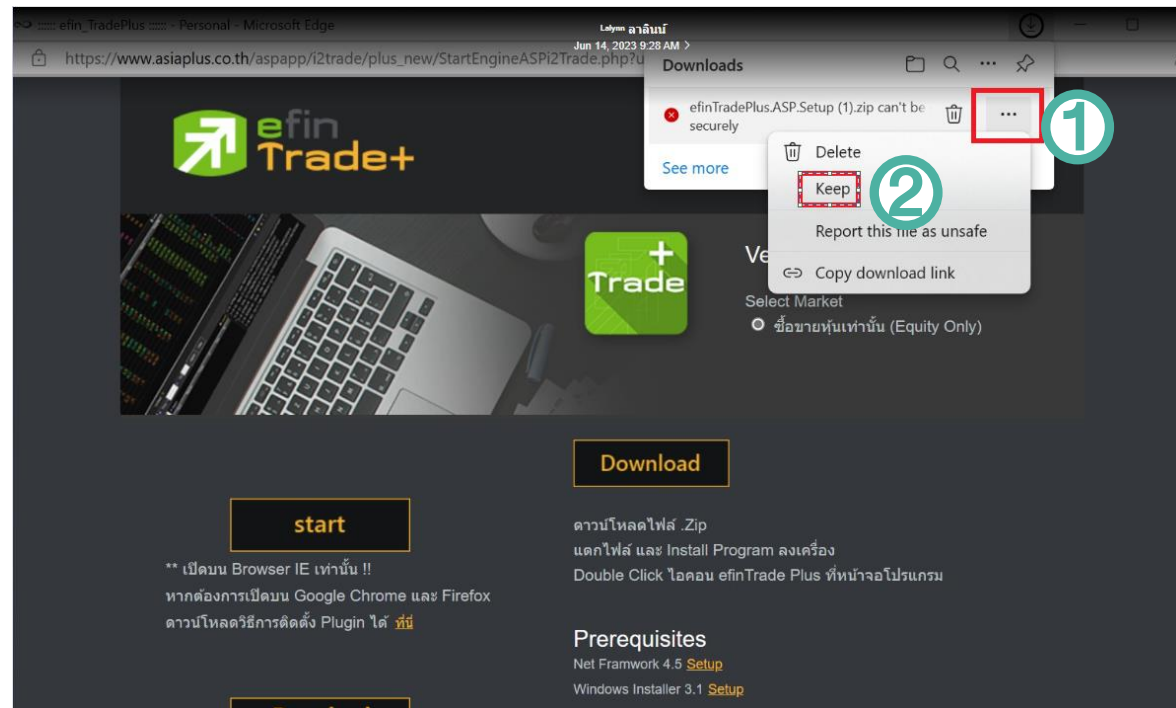 efin_TradePlus ::::: - Personal - Microsoft Edge
Lalynn ลาลินน์
Jun 14, 2023 9:28 AM >
https://www.asiaplus.co.th/aspapp/i2trade/plus_new/StartEngineASPi2Trade.php?u
Downloads
efinTradePlus.ASP.Setup (1).zip can't be
securely
See more
1
Delete
Keep
2
Report this file as unsafe
Copy download link
efin
Trade+
+
Trade
Ve
Select Market
ซื้อขายหุ้นเท่านั้น (Equity Only)
Download
start
ดาวน์โหลดไฟล์ .Zip
แตกไฟล์ และ Install Program ลงเครื่อง
Double Click ไอคอน efinTrade Plus ที่หน้าจอโปรแกรม
** เปิดบน Browser IE เท่านั้น !!
หากต้องการเปิดบน Google Chrome และ Firefox
ดาวน์โหลดวิธีการติดตั้ง Plugin ได้ ที่นี่
Prerequisites
Net Framwork 4.5 Setup
Windows Installer 3.1 Setup